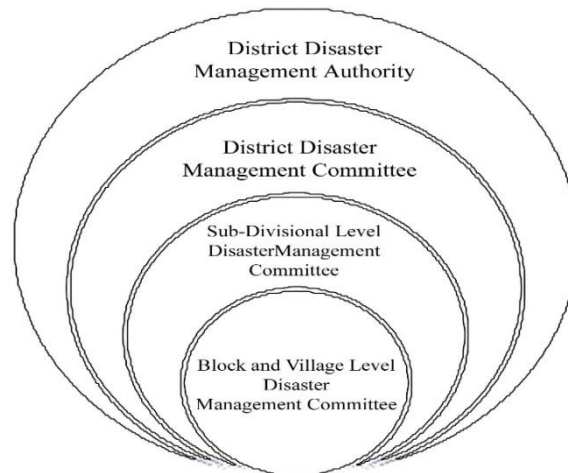 District Disaster
Management Authority
District Disaster
Management Committee
Sub-Divisional Level
DisasterManagement
Committee
Block and Village Level
Disaster
Management Committee